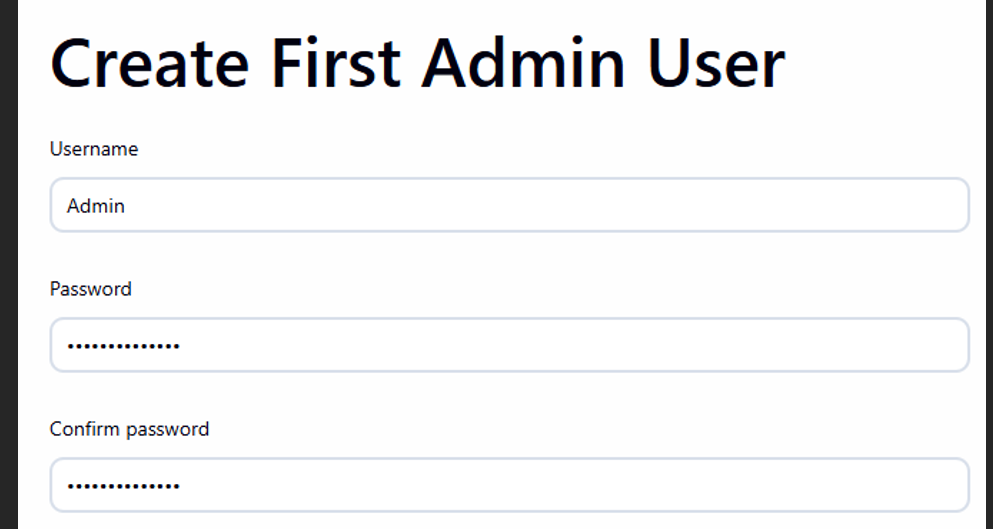 Create First Admin User
Username
Admin
Password
••••••••••••••
Confirm password
••••••••••••••